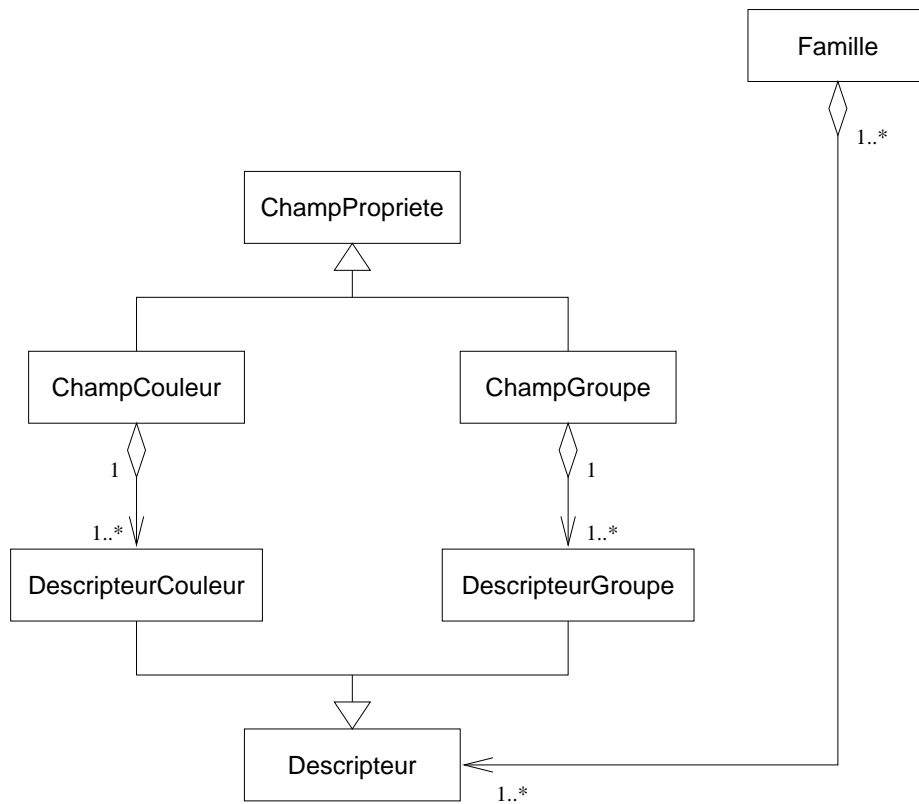 Famille
1..*
ChampPropriete
ChampCouleur
ChampGroupe
1
1
1..*
1..*
DescripteurCouleur
DescripteurGroupe
Descripteur
1..*